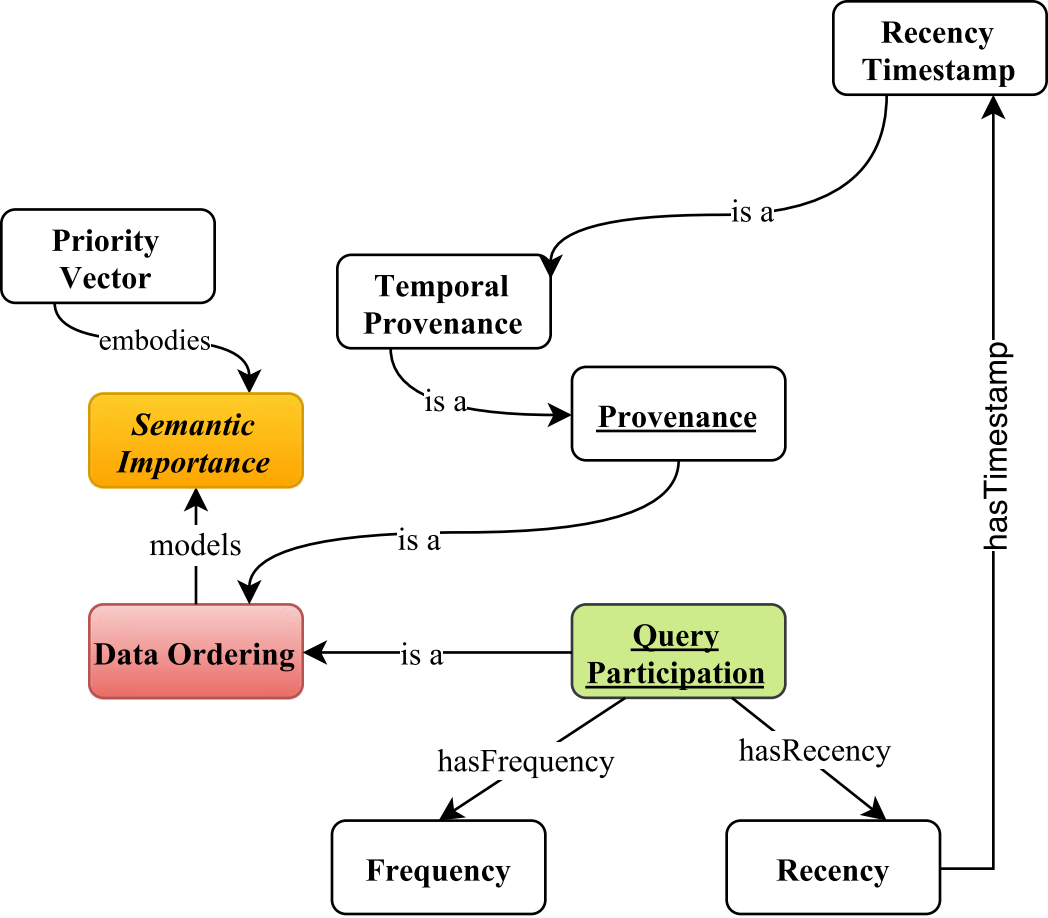 Recency
Timestamp
is a
Priority
Vector
Temporal
Provenance
embodies
is a
Provenance
Semantic
Importance
hasTimestamp
models
is a
Data Ordering
is a
Query
Participation
hasFrequency
hasRecency
Frequency
Recency